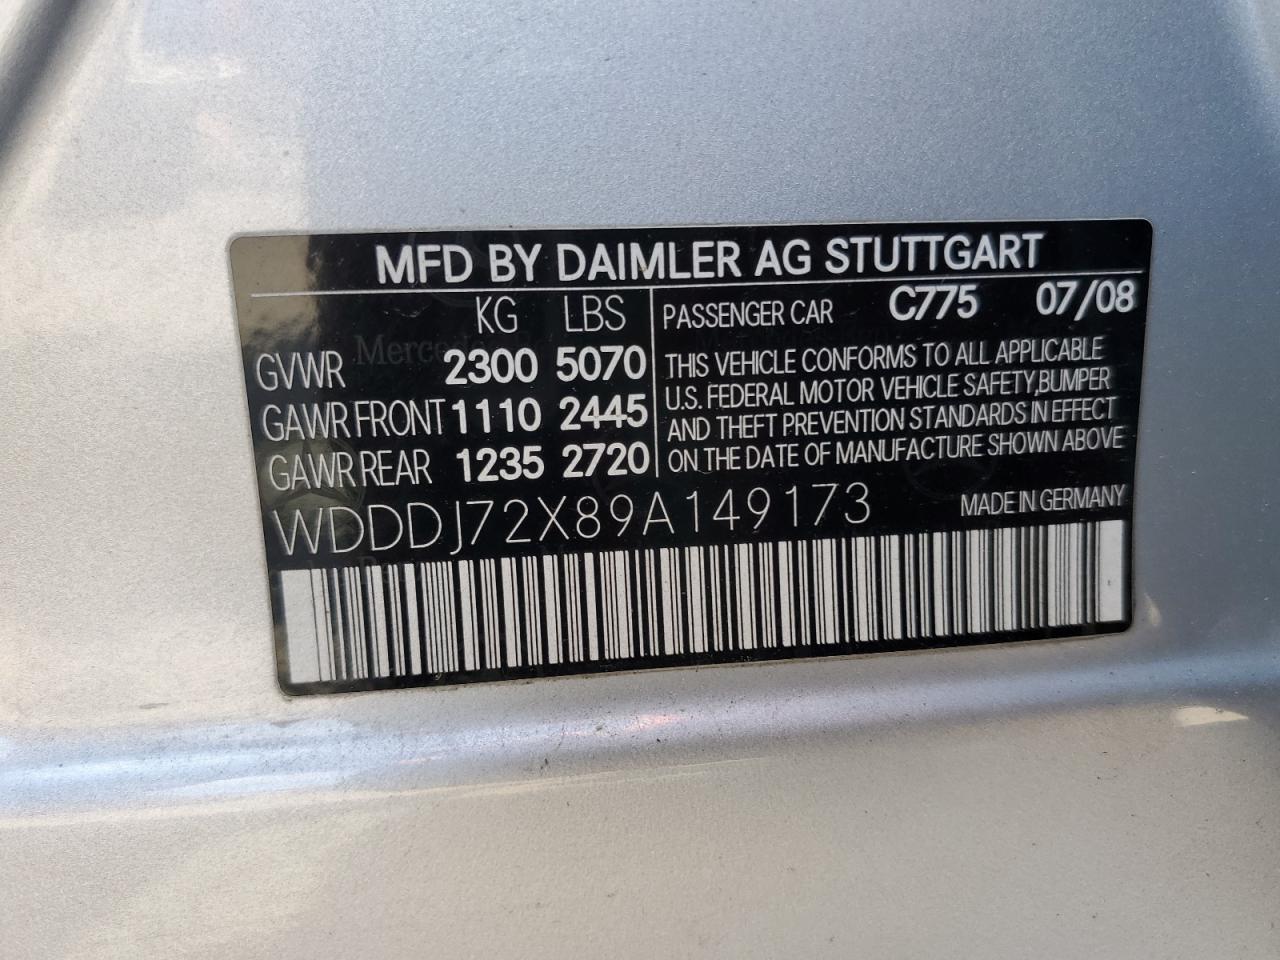 MFD BY DAIMLER AG STUTTGART
KG LBS
GVWR 2300 5070
GAWR FRONT 1110 2445
GAWR REAR 1235 2720
PASSENGER CAR C775 07/08
THIS VEHICLE CONFORMS TO ALL APPLICABLE
U.S. FEDERAL MOTOR VEHICLE SAFETY,BUMPER
AND THEFT PREVENTION STANDARDS IN EFFECT
ON THE DATE OF MANUFACTURE SHOWN ABOVE
WDDDJ72X89A149173
MADE IN GERMANY